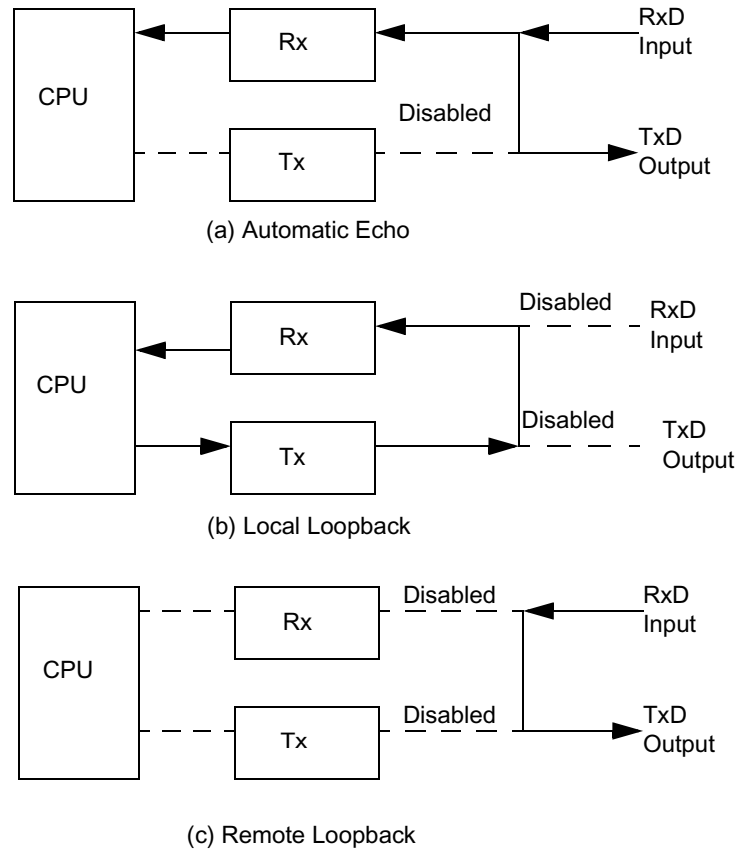 RxD
Input
Rx
CPU
Disabled
TxD
Output
Tx
(a) Automatic Echo
Disabled
RxD
Input
Rx
CPU
Disabled
TxD
Output
Tx
(b) Local Loopback
Disabled
RxD
Input
Rx
CPU
Disabled
TxD
Output
Tx
(c) Remote Loopback